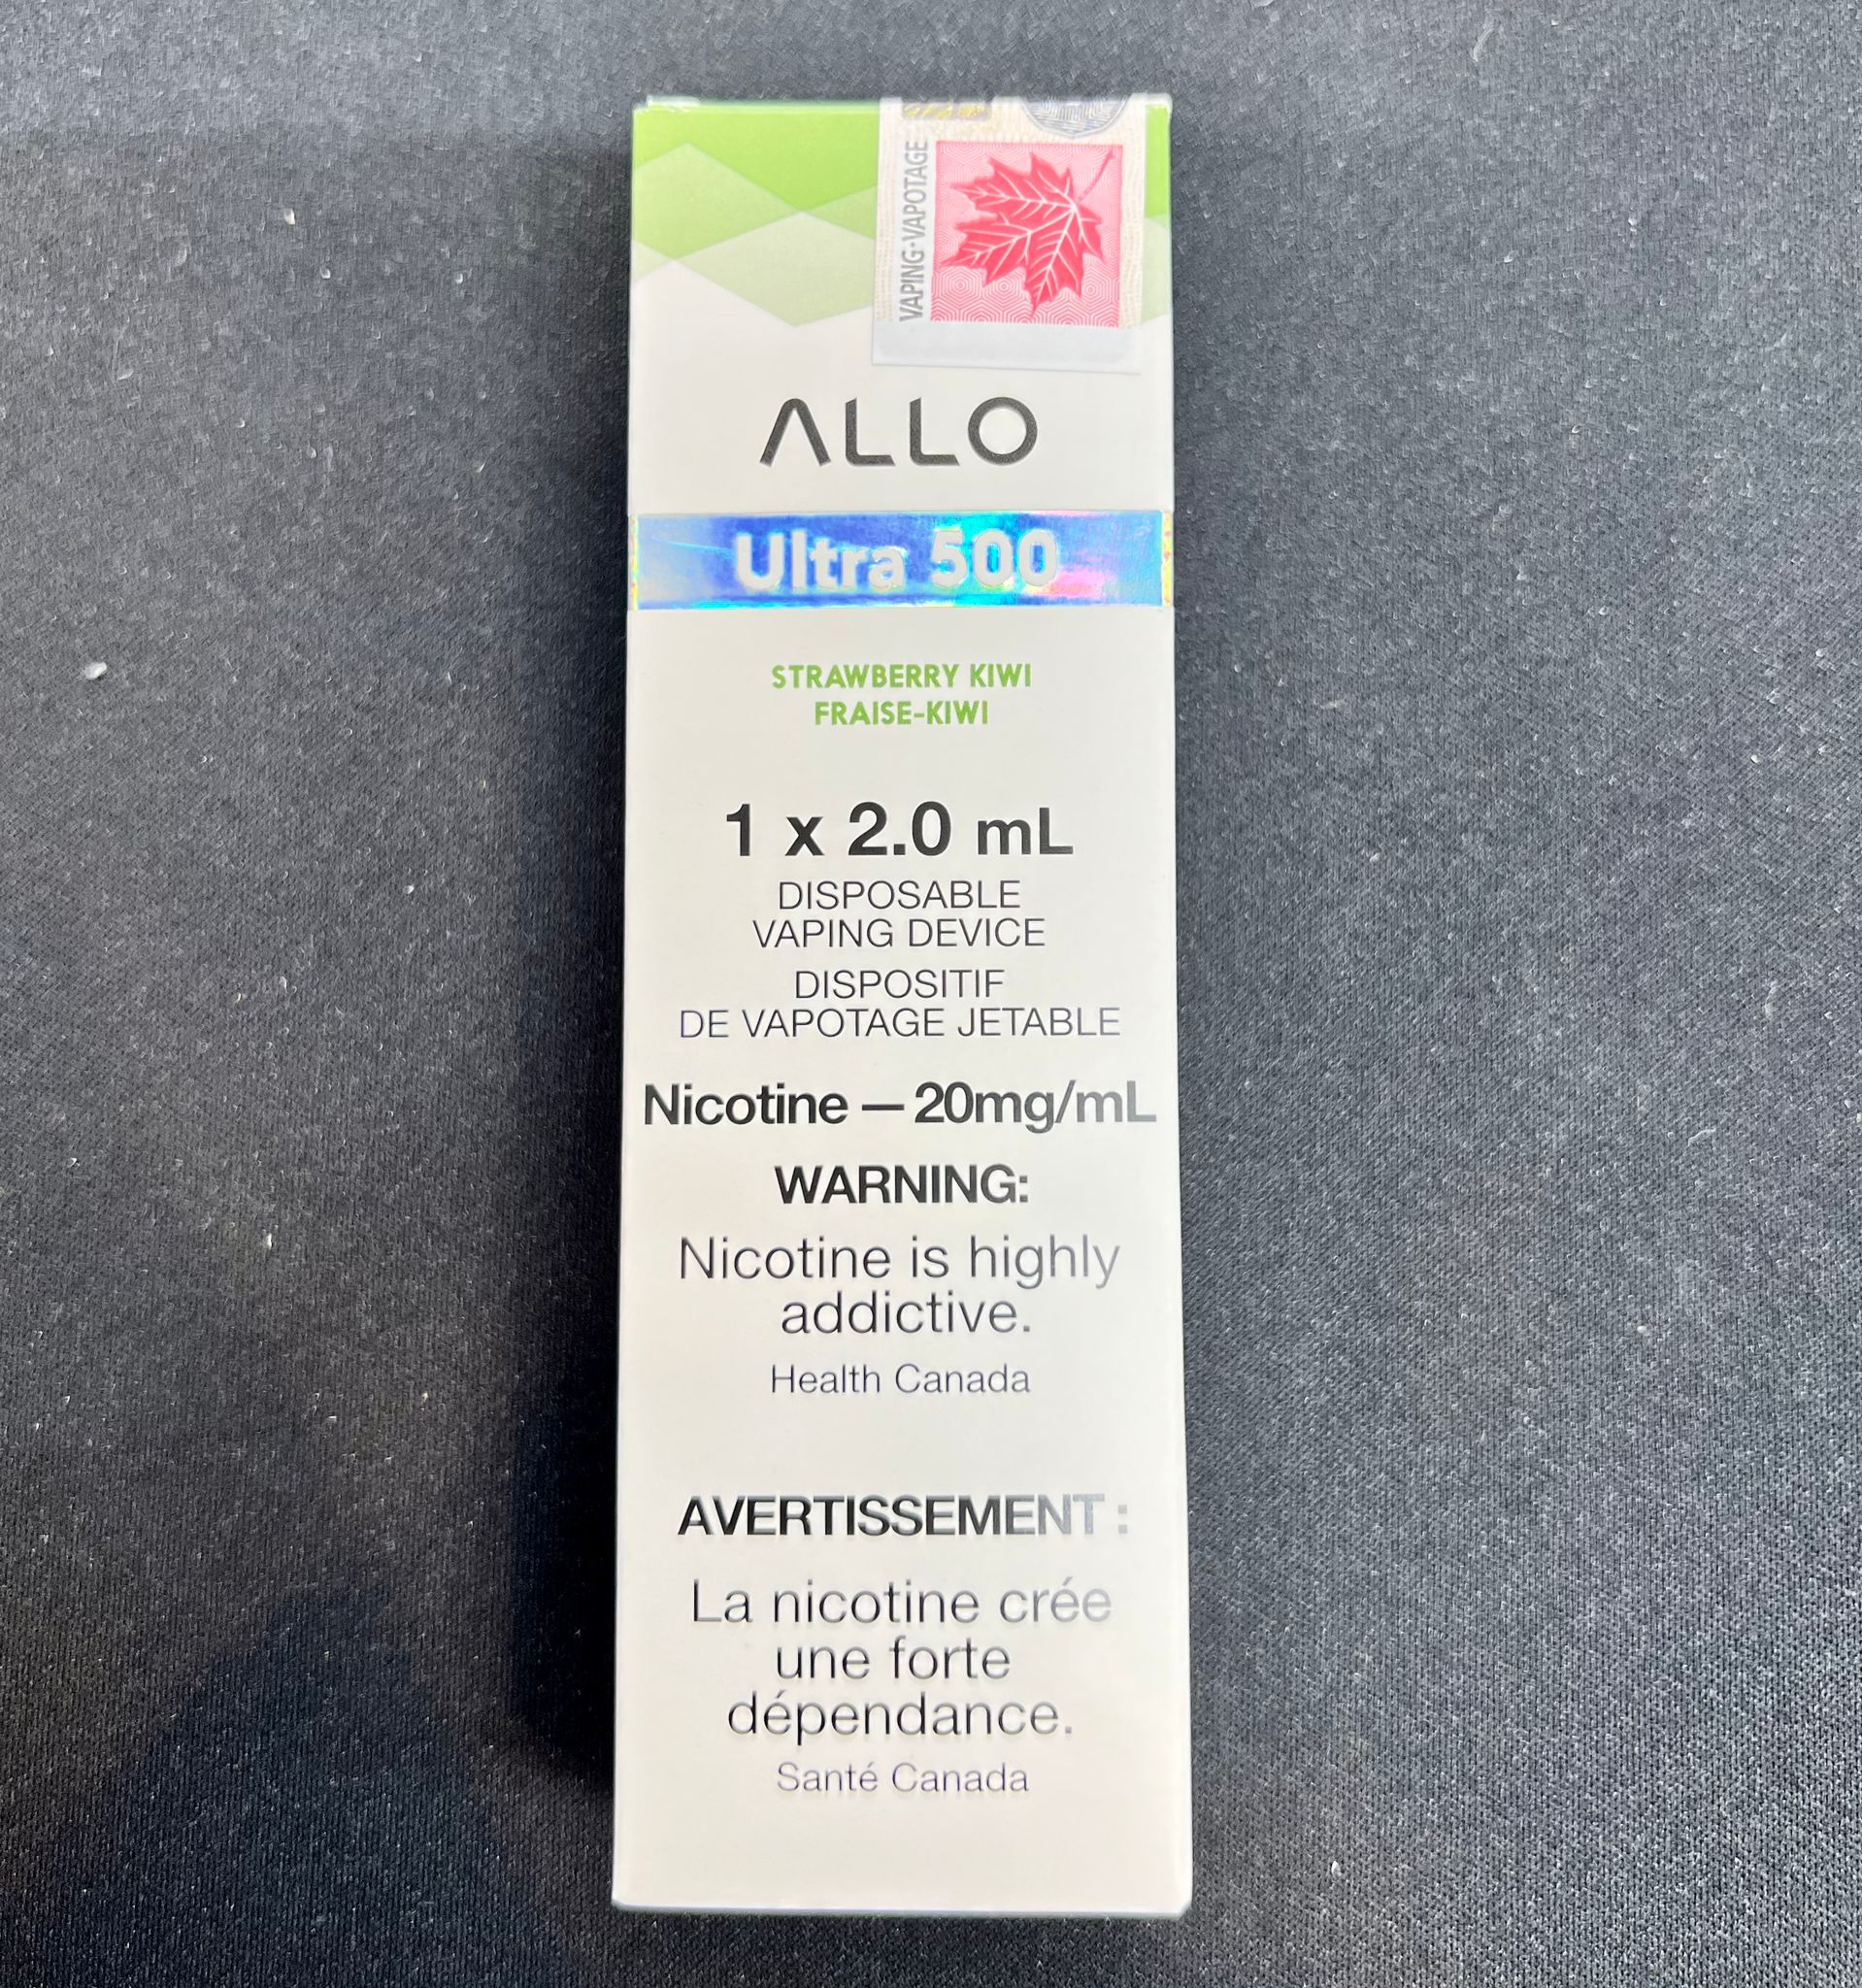 VAPING·VAPOTAGE
ALLO
Ultra 500
STRAWBERRY KIWI
FRAISE-KIWI
1 x 2.0 mL
DISPOSABLE
VAPING DEVICE
DISPOSITIF
DE VAPOTAGE JETABLE
Nicotine — 20mg/mL
WARNING:
Nicotine is highly
addictive.
Health Canada
AVERTISSEMENT :
La nicotine crée
une forte
dépendance.
Santé Canada